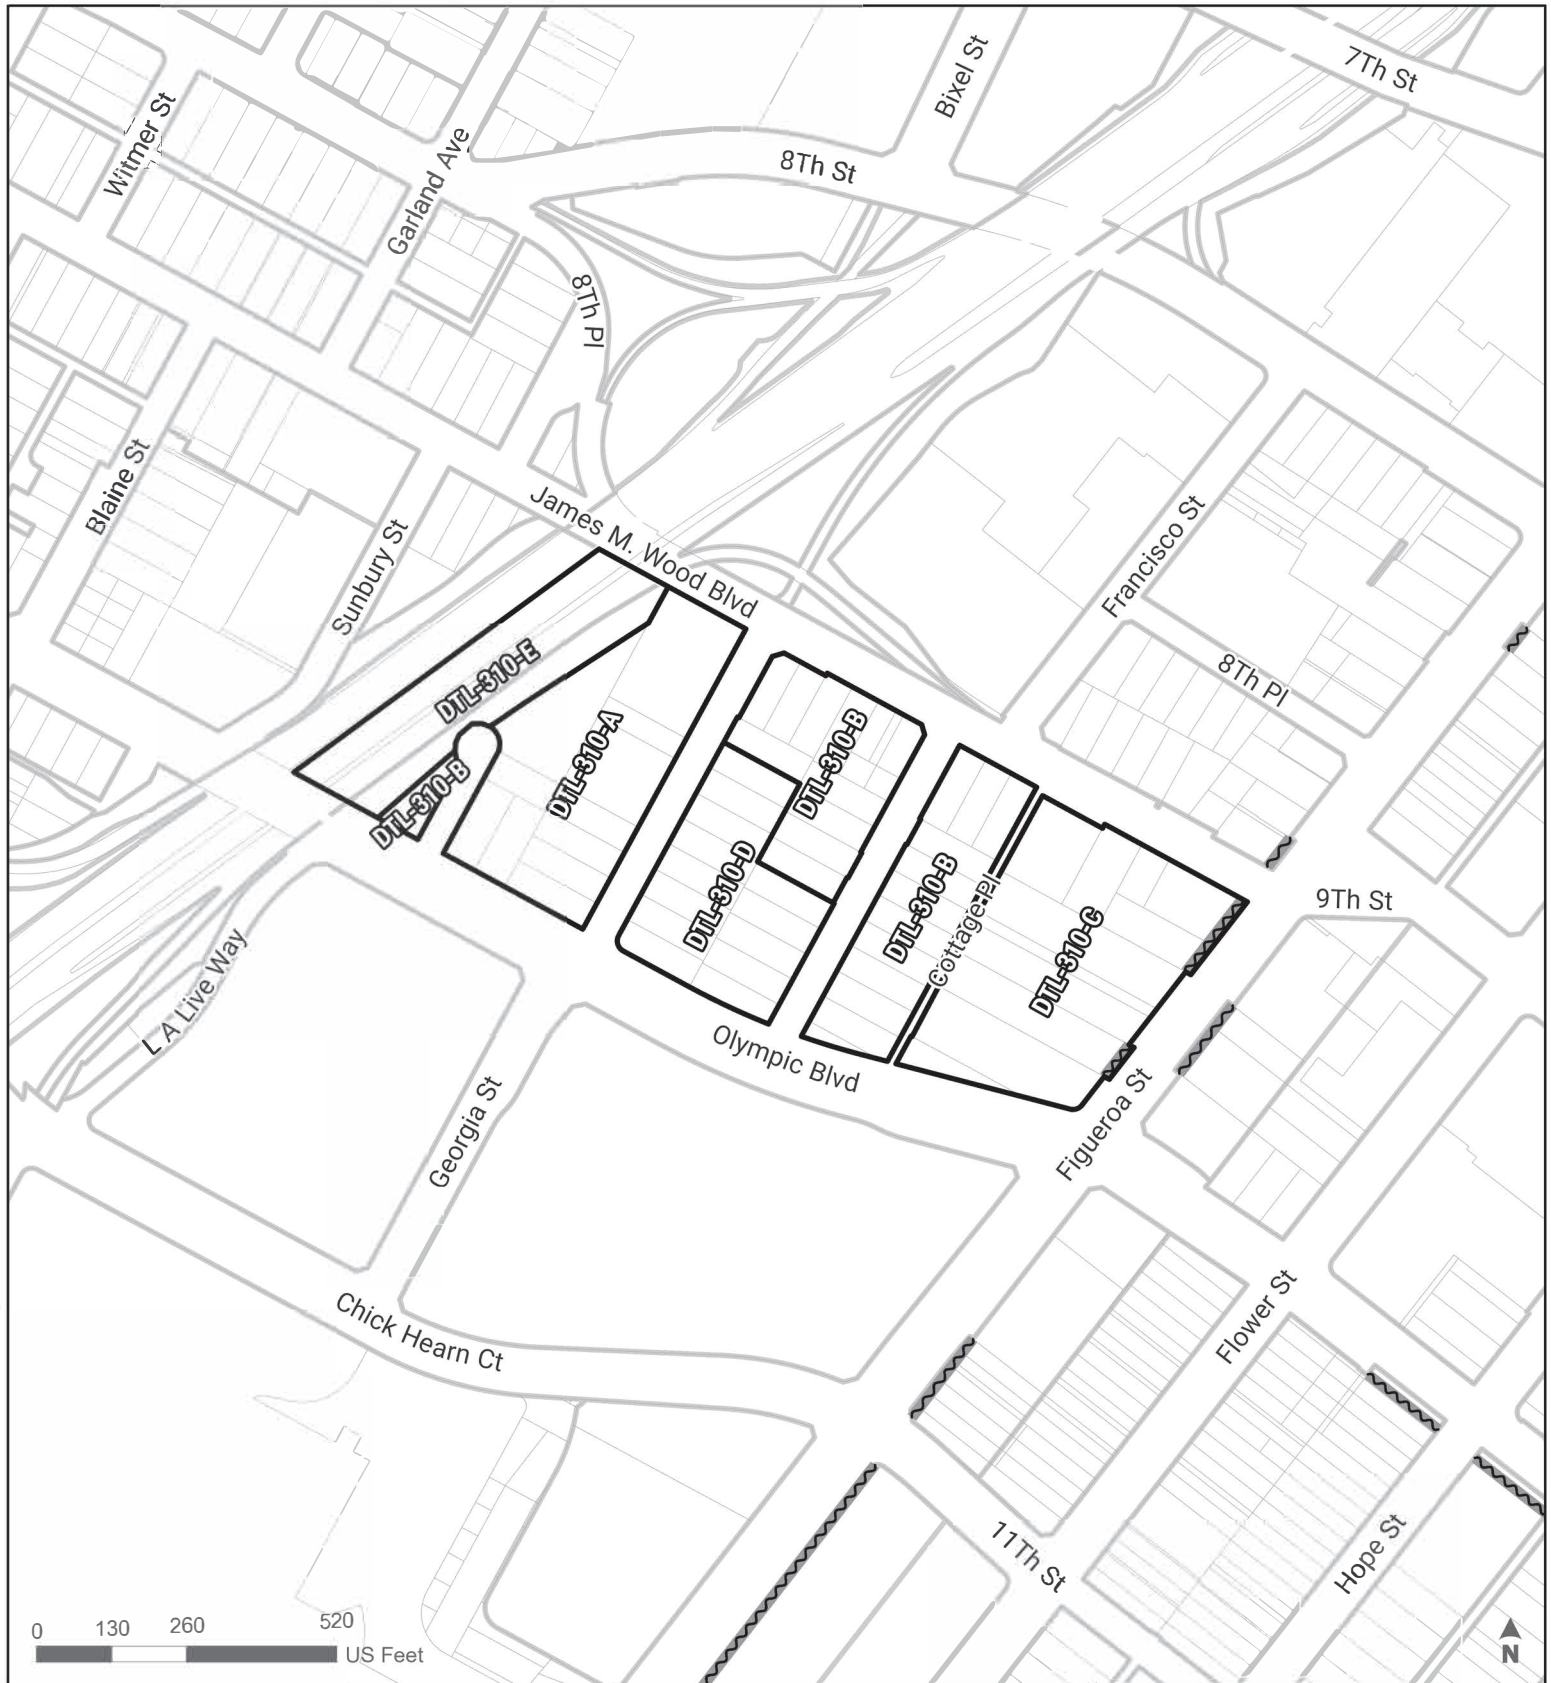 7Th St
Bixel St
Witmer St
Garland Ave
8Th St
8Th Pl
Blaine St
Sunbury St
James M. Wood Blvd
Francisco St
8Th Pl
DTL-310-E
DTL-310-B
DTL-310-A
DTL-310-B
DTL-310-D
DTL-310-B
Cottage Pl
DTL-310-C
9Th St
L A Live Way
Olympic Blvd
Georgia St
Figueroa St
Chick Hearn Ct
Flower St
11Th St
Hope St
0 130 260 520
US Feet
N